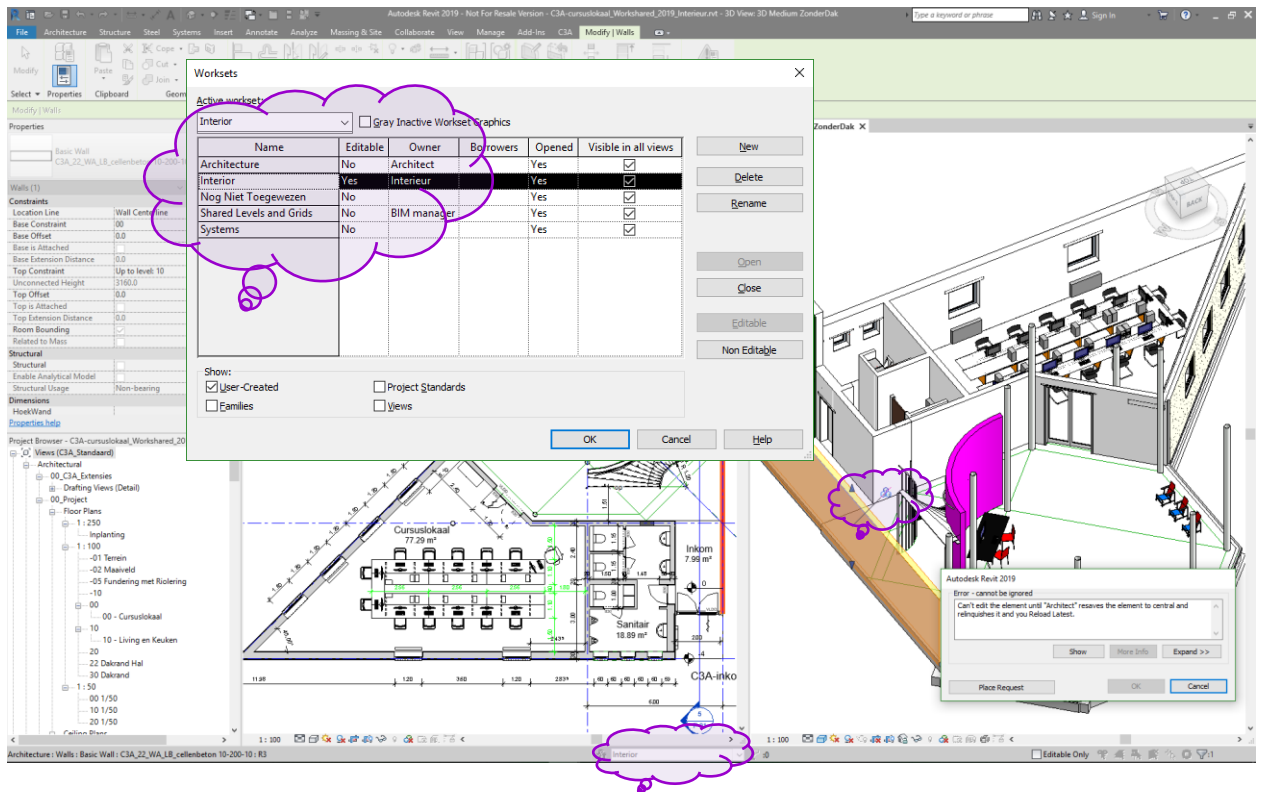 Autodesk Revit 2019 - Not For Resale Version - C3A-cursuslokaal_Workshared_2019_Interieur.rvt - 3D View: 3D Medium ZonderDak
Type a keyword or phrase
Sign In
File Architecture Structure Steel Systems Insert Annotate Analyze Massing & Site Collaborate View Manage Add-Ins C3A Modify | Walls
Modify
Paste
Cope
Cut
Join
Select Properties Clipboard Geom
Modify | Walls
Properties
Basic Wall
C3A_22_WA_LB_cellenbeton 10-200-1
Walls (1)
Constraints
Location Line Wall Centerline
Base Constraint 00
Base Offset 0.0
Base is Attached
Base Extension Distance 0.0
Top Constraint Up to level: 10
Unconnected Height 3160.0
Top Offset 0.0
Top is Attached
Top Extension Distance 0.0
Room Bounding
Related to Mass
Structural
Structural
Enable Analytical Model
Structural Usage Non-bearing
Dimensions
HoekWand
Properties help
Project Browser - C3A-cursuslokaal_Workshared_20
Views (C3A_Standaard)
Architectural
00_C3A_Extensies
Drafting Views (Detail)
00_Project
Floor Plans
1 : 250
Inplanting
1 : 100
-01 Terrein
-02 Maaiveld
-05 Fundering met Riolering
-10
00
00 - Cursuslokaal
10
10 - Living en Keuken
20
22 Dakrand Hal
30 Dakrand
1 : 50
00 1/50
10 1/50
20 1/50
Ceiling Plans
Worksets
Active workset:
Interior
Gray Inactive Workset Graphics
Name Editable Owner Borrowers Opened Visible in all views
Architecture No Architect Yes
Interior Yes Interieur Yes
Nog Niet Toegewezen No Yes
Shared Levels and Grids No BIM manager Yes
Systems No Yes
New
Delete
Rename
Open
Close
Editable
Non Editable
Show:
User-Created
Project Standards
Families
Views
OK Cancel Help
ZonderDak
BACK
Cursuslokaal
77.29 m²
Inkom
7.99 m²
Sanitair
18.89 m²
C3A-inko
Autodesk Revit 2019
Error - cannot be ignored
Can't edit the element until "Architect" resaves the element to central and
relinquishes it and you Reload Latest.
Show More Info Expand >>
Place Request OK Cancel
1 : 100
1 : 100
Architecture : Walls : Basic Wall : C3A_22_WA_LB_cellenbeton 10-200-10 : R3
Interior
:0
Editable Only
:1